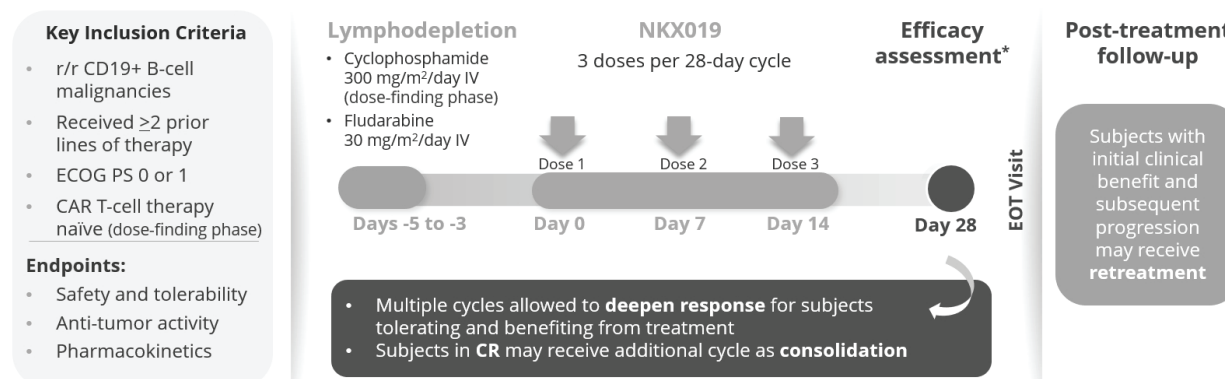 Key Inclusion Criteria
• r/r CD19+ B-cell
malignancies
• Received ≥2 prior
lines of therapy
• ECOG PS 0 or 1
• CAR T-cell therapy
naïve (dose-finding phase)
Endpoints:
• Safety and tolerability
• Anti-tumor activity
• Pharmacokinetics
Lymphodepletion
• Cyclophosphamide
300 mg/m²/day IV
(dose-finding phase)
• Fludarabine
30 mg/m²/day IV
NKX019
3 doses per 28-day cycle
Dose 1
Dose 2
Dose 3
Days -5 to -3
Day 0
Day 7
Day 14
Efficacy
assessment*
Day 28
EOT Visit
• Multiple cycles allowed to deepen response for subjects
tolerating and benefiting from treatment
• Subjects in CR may receive additional cycle as consolidation
Post-treatment
follow-up
Subjects with
initial clinical
benefit and
subsequent
progression
may receive
retreatment